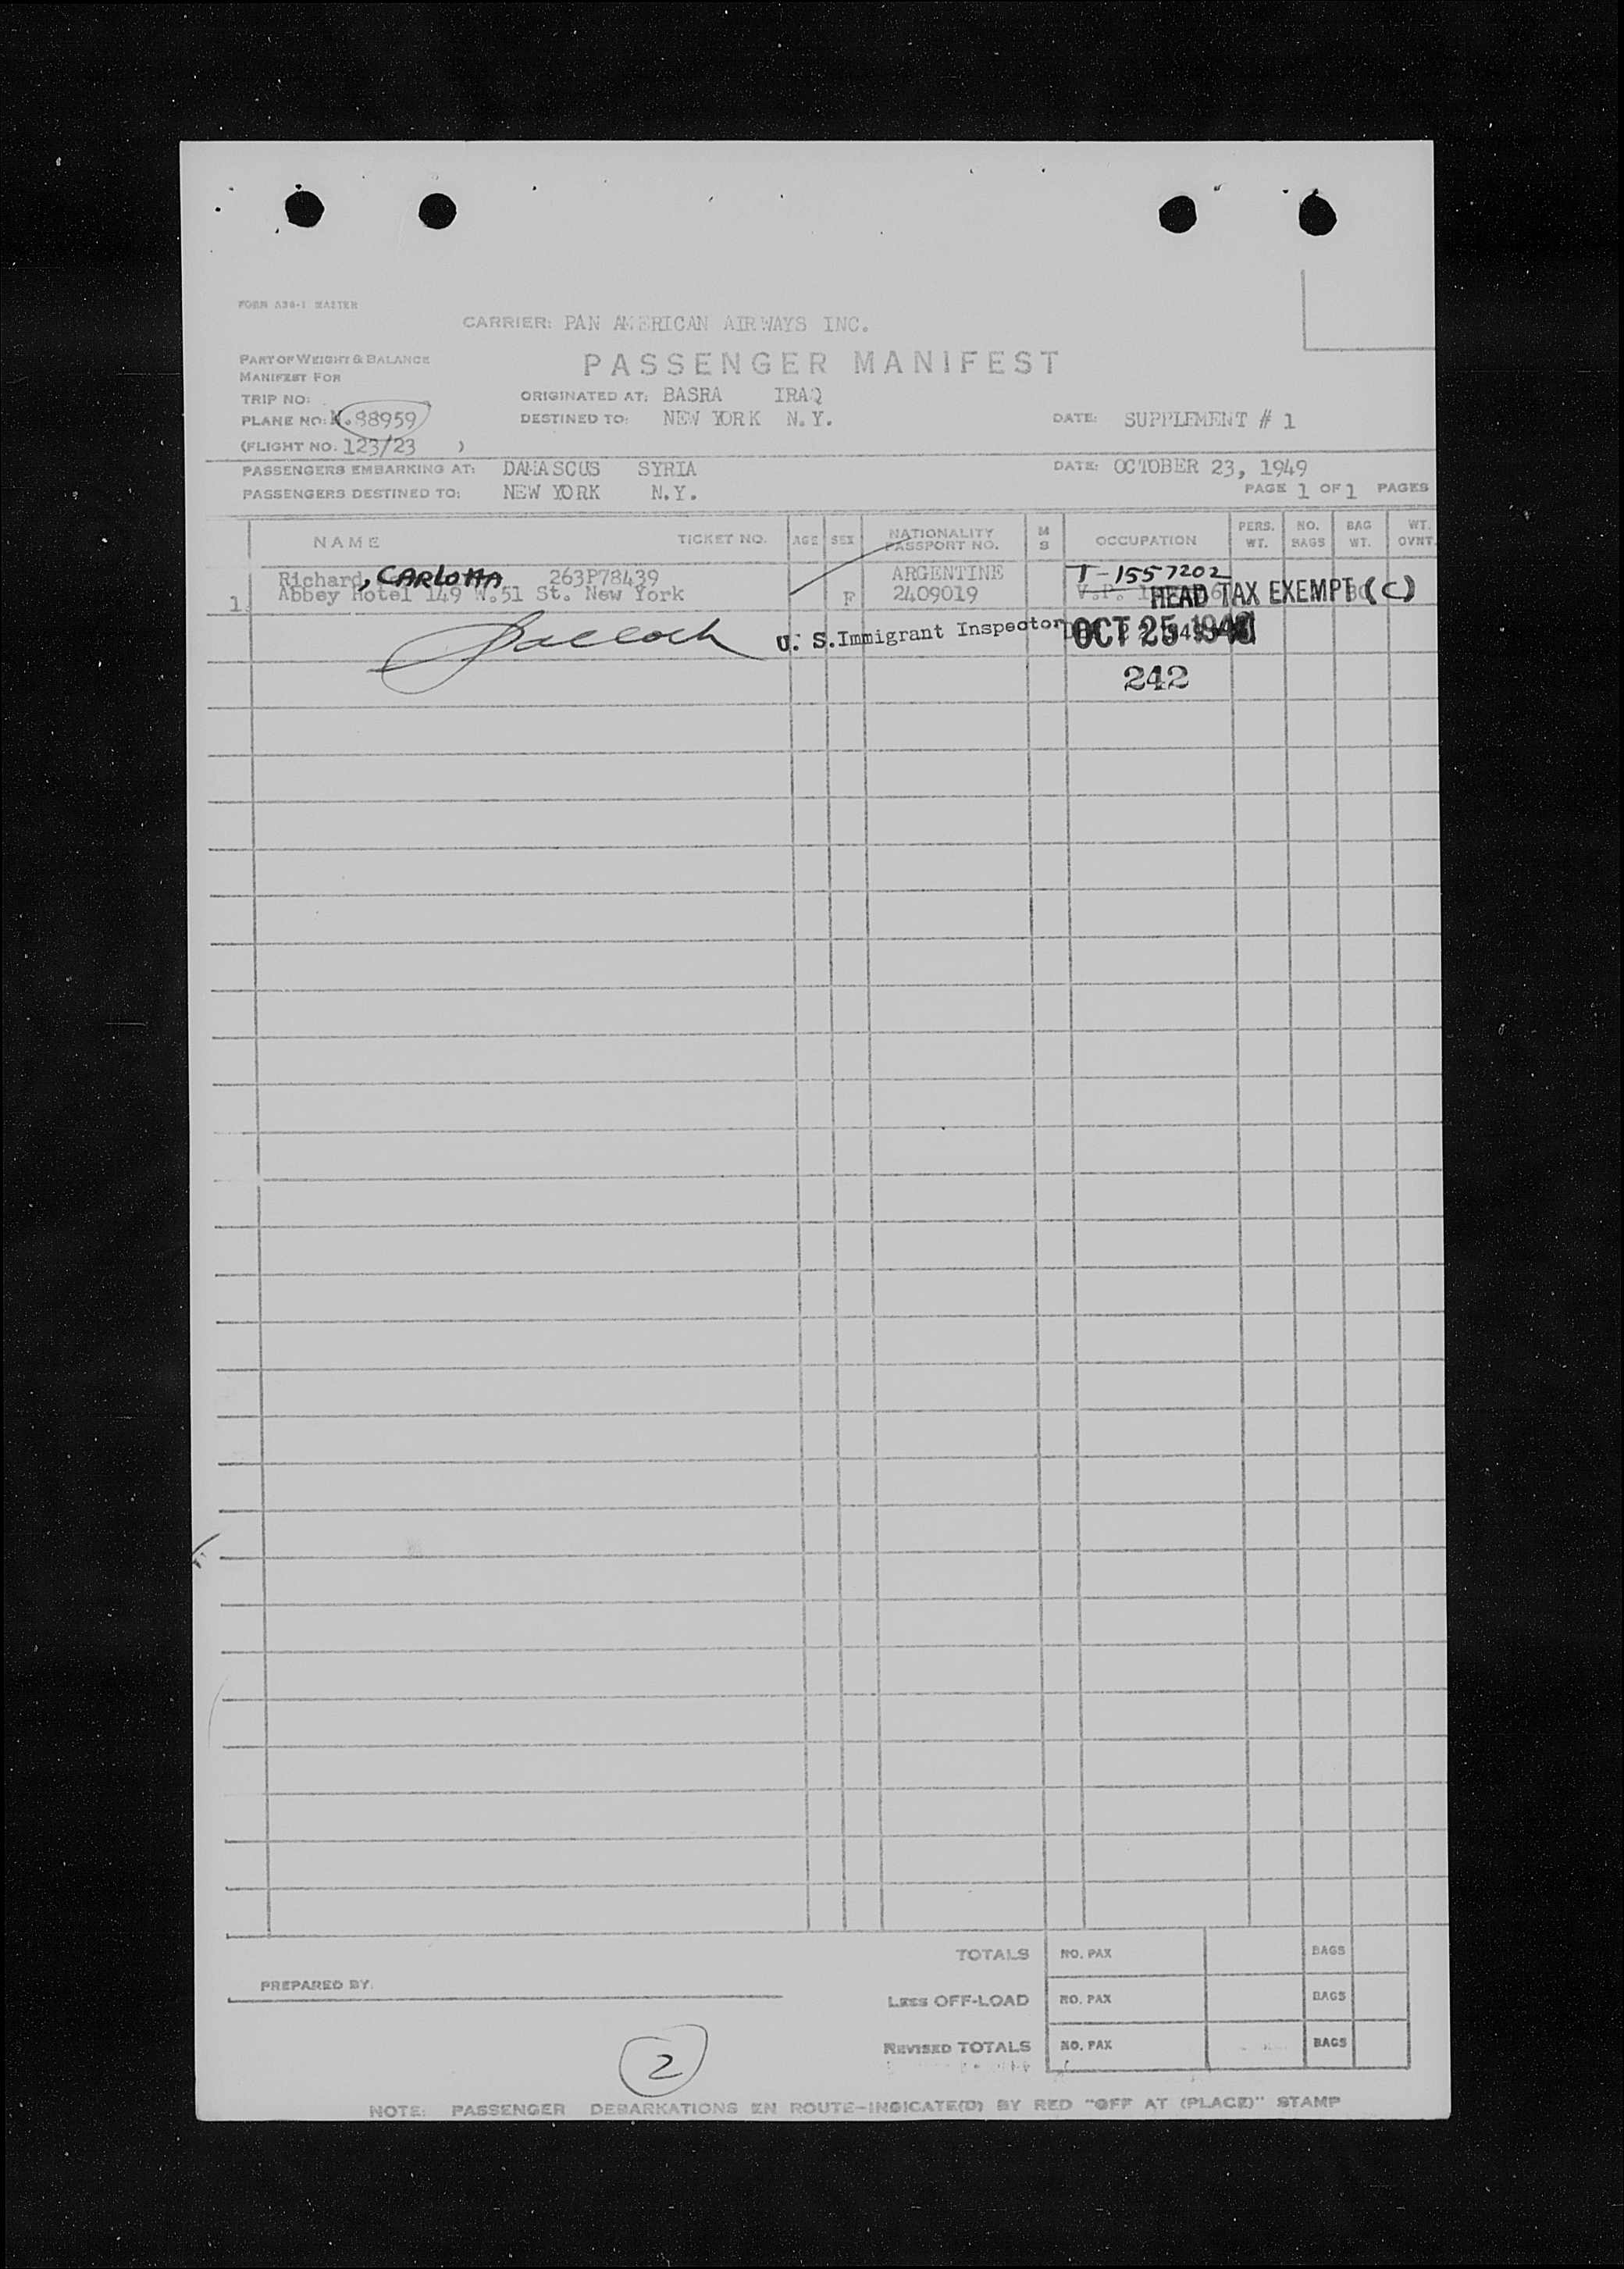 FORM A36-1 MASTER
CARRIER: PAN AMERICAN AIRWAYS INC.
PART OF WEIGHT & BALANCE
MANIFEST FOR
PASSENGER MANIFEST
TRIP NO:
ORIGINATED AT: BASRA IRAQ
PLANE NO: N.88959
DESTINED TO: NEW YORK N.Y.
DATE: SUPPLEMENT # 1
(FLIGHT NO. 123/23 )
PASSENGERS EMBARKING AT: DAMASCUS SYRIA
DATE: OCTOBER 23, 1949
PASSENGERS DESTINED TO: NEW YORK N.Y.
PAGE 1 OF 1 PAGES
NAME TICKET NO. AGE SEX NATIONALITY PASSPORT NO. M S OCCUPATION PERS. WT. NO. BAGS BAG WT. WT. OVNT.
Richard, CARLOTTA 263P78439 ARGENTINE T-1557202
1 Abbey Hotel 149 W.51 St. New York F 2409019 V.P. HEAD TAX EXEMPT (C)
U. S. Immigrant Inspector OCT 25 1949
242
TOTALS NO. PAX BAGS
PREPARED BY:
LESS OFF-LOAD NO. PAX BAGS
REVISED TOTALS NO. PAX BAGS
2
NOTE: PASSENGER DEBARKATIONS EN ROUTE-INDICATE(D) BY RED "OFF AT (PLACE)" STAMP